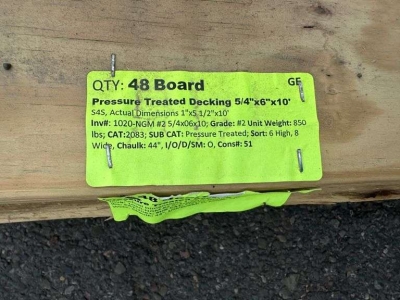 QTY: 48 Board GF
Pressure Treated Decking 5/4"x6"x10'
S4S, Actual Dimensions 1"x5 1/2"x10'
Inv#: 1020-NGM #2 5/4x06x10; Grade: #2 Unit Weight: 850
lbs; CAT:2083; SUB CAT: Pressure Treated; Sort: 6 High, 8
Wide, Chaulk: 44", I/O/D/SM: O, Cons#: 51